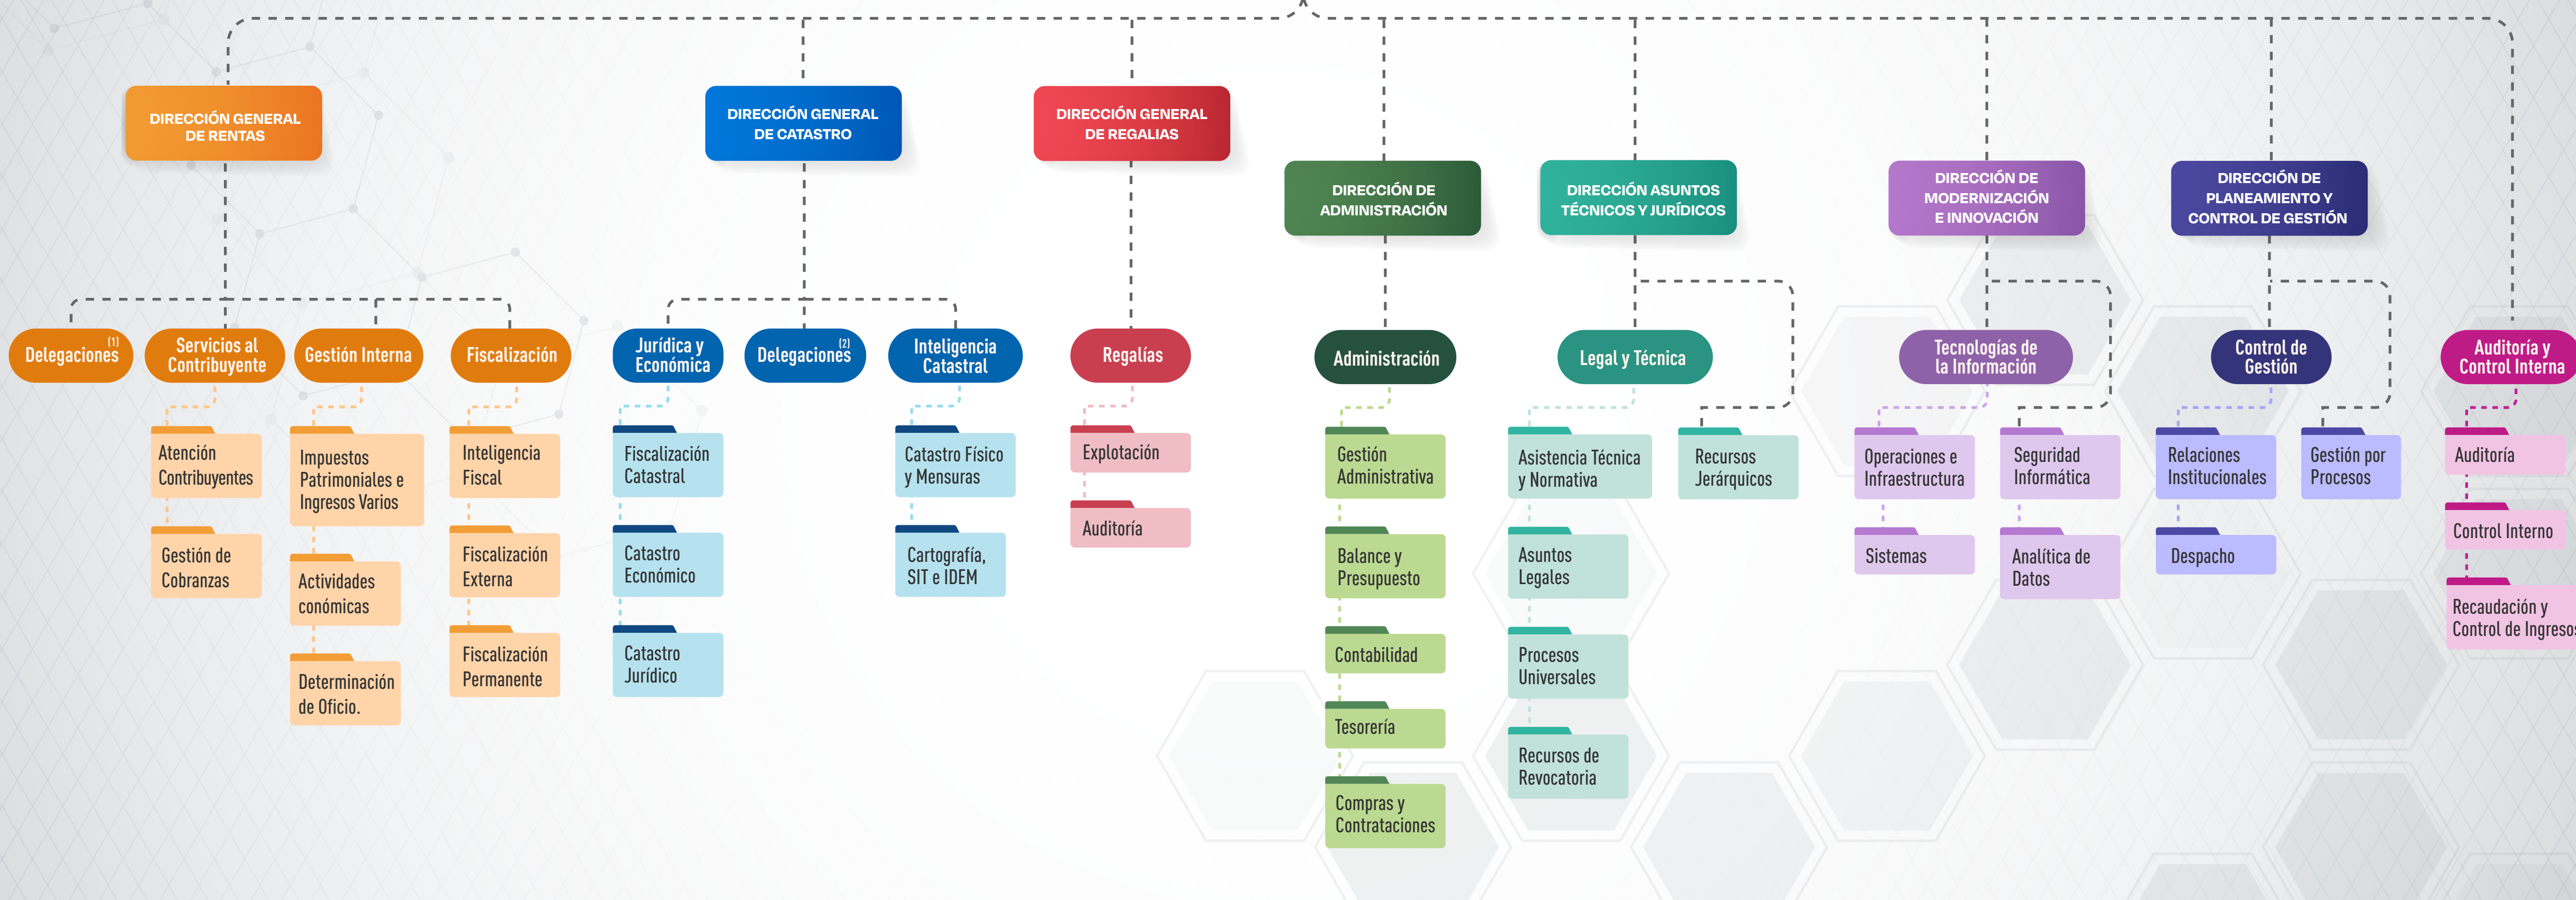 DIRECCIÓN GENERAL
DE RENTAS
DIRECCIÓN GENERAL
DE CATASTRO
DIRECCIÓN GENERAL
DE REGALIAS
DIRECCIÓN DE
ADMINISTRACIÓN
DIRECCIÓN ASUNTOS
TÉCNICOS Y JURÍDICOS
DIRECCIÓN DE
MODERNIZACIÓN
E INNOVACIÓN
DIRECCIÓN DE
PLANEAMIENTO Y
CONTROL DE GESTIÓN
Delegaciones (1)
Servicios al
Contribuyente
Gestión Interna
Fiscalización
Jurídica y
Económica
Delegaciones (2)
Inteligencia
Catastral
Regalías
Administración
Legal y Técnica
Tecnologías de
la Información
Control de
Gestión
Auditoría y
Control Interna
Atención
Contribuyentes
Gestión de
Cobranzas
Impuestos
Patrimoniales e
Ingresos Varios
Actividades
conómicas
Determinación
de Oficio.
Inteligencia
Fiscal
Fiscalización
Externa
Fiscalización
Permanente
Fiscalización
Catastral
Catastro
Económico
Catastro
Jurídico
Catastro Físico
y Mensuras
Cartografía,
SIT e IDEM
Explotación
Auditoría
Gestión
Administrativa
Balance y
Presupuesto
Contabilidad
Tesorería
Compras y
Contrataciones
Asistencia Técnica
y Normativa
Asuntos
Legales
Procesos
Universales
Recursos de
Revocatoria
Recursos
Jerárquicos
Operaciones e
Infraestructura
Sistemas
Seguridad
Informática
Analítica de
Datos
Relaciones
Institucionales
Despacho
Gestión por
Procesos
Auditoría
Control Interno
Recaudación y
Control de Ingresos